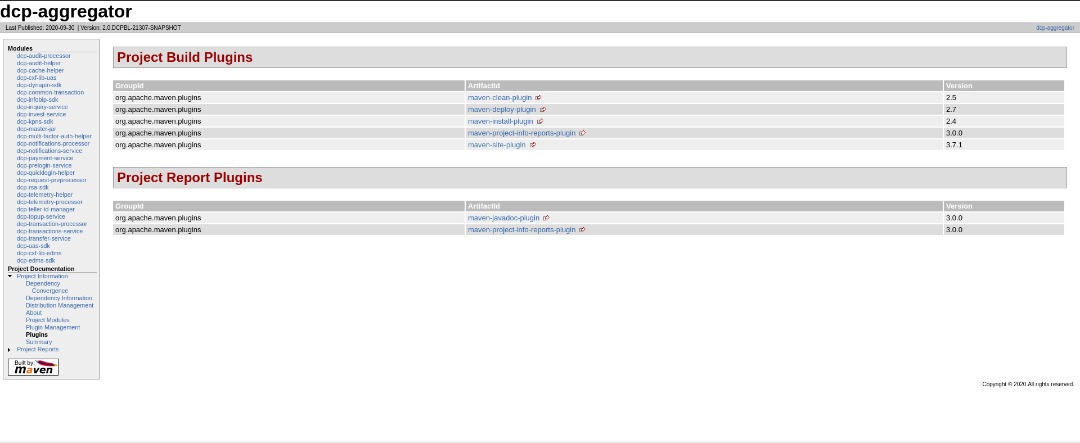 dcp-aggregator
Last Published: 2020-09-30 | Version: 2.0.DCPBL-21307-SNAPSHOT
dcp-aggregator
Modules
dcp-audit-processor
dcp-audit-helper
dcp-cache-helper
dcp-cxf-lib-uas
dcp-dynapin-sdk
dcp-common-transaction
dcp-infobip-sdk
dcp-inquiry-service
dcp-invest-service
dcp-kpns-sdk
dcp-master-jar
dcp-multi-factor-auth-helper
dcp-notifications-processor
dcp-notifications-service
dcp-payment-service
dcp-prelogin-service
dcp-quicklogin-helper
dcp-request-preprocessor
dcp-rsa-sdk
dcp-telemetry-helper
dcp-telemetry-processor
dcp-teller-id-manager
dcp-topup-service
dcp-transaction-processor
dcp-transactions-service
dcp-transfer-service
dcp-uas-sdk
dcp-cxf-lib-edms
dcp-edms-sdk
Project Documentation
Project Information
Dependency
Convergence
Dependency Information
Distribution Management
About
Project Modules
Plugin Management
Plugins
Summary
Project Reports
Built by
maven
Project Build Plugins
GroupId ArtifactId Version
org.apache.maven.plugins maven-clean-plugin 2.5
org.apache.maven.plugins maven-deploy-plugin 2.7
org.apache.maven.plugins maven-install-plugin 2.4
org.apache.maven.plugins maven-project-info-reports-plugin 3.0.0
org.apache.maven.plugins maven-site-plugin 3.7.1
Project Report Plugins
GroupId ArtifactId Version
org.apache.maven.plugins maven-javadoc-plugin 3.0.0
org.apache.maven.plugins maven-project-info-reports-plugin 3.0.0
Copyright © 2020.All rights reserved.